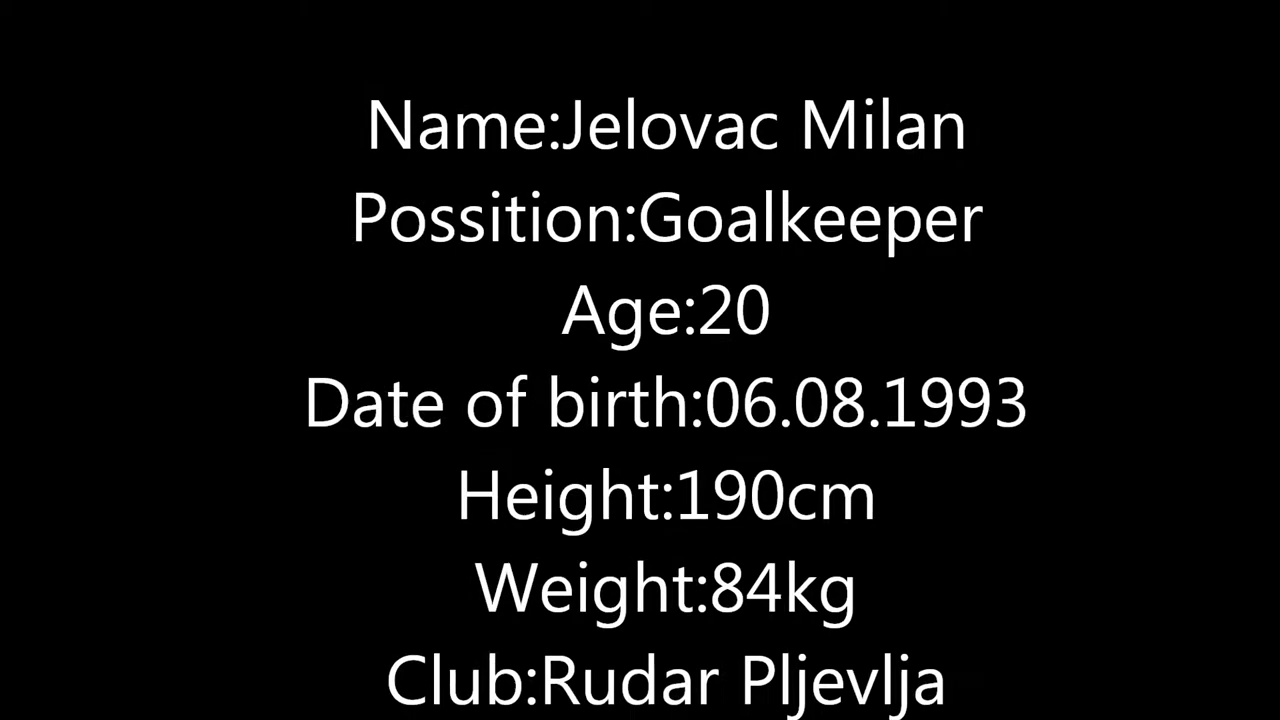 Name:Jelovac Milan
Possition:Goalkeeper
Age:20
Date of birth:06.08.1993
Height:190cm
Weight:84kg
Club:Rudar Pljevlja